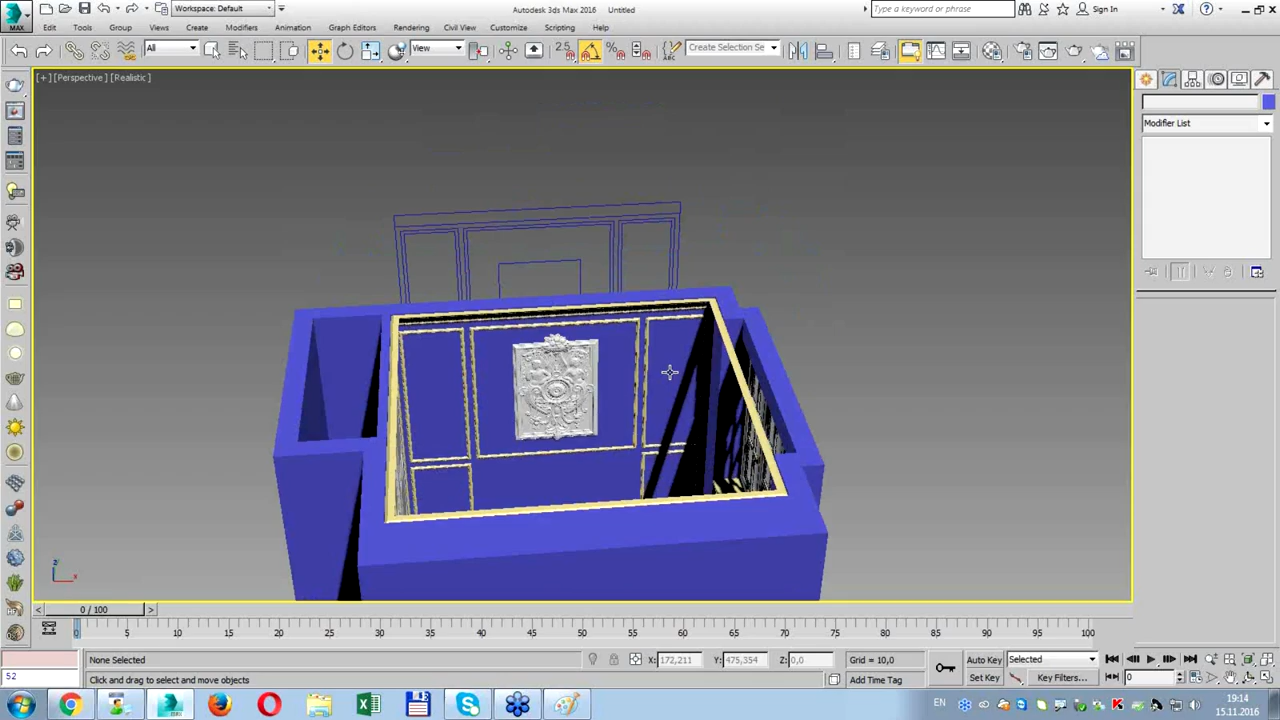 MAX
Workspace: Default
Autodesk 3ds Max 2016 Untitled
Type a keyword or phrase
Sign In
Edit Tools Group Views Create Modifiers Animation Graph Editors Rendering Civil View Customize Scripting Help
All
View
2.5
Create Selection Se
[+] [Perspective] [Realistic]
Modifier List
z
x
0 / 100
0 5 10 15 20 25 30 35 40 45 50 55 60 65 70 75 80 85 90 95 100
None Selected
X: 172,211 Y: 475,354 Z: 0,0 Grid = 10,0
Auto Key Selected
52
Click and drag to select and move objects
Add Time Tag
Set Key Key Filters...
0
EN
19:14
15.11.2016